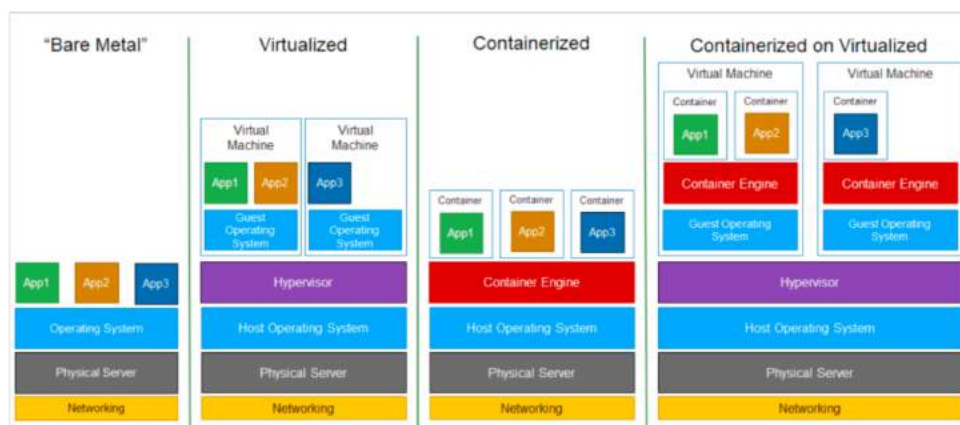 “Bare Metal”
App1 App2 App3
Operating System
Physical Server
Networking
Virtualized
Virtual
Machine
Virtual
Machine
App1 App2 App3
Guest
Operating
System
Guest
Operating
System
Hypervisor
Host Operating System
Physical Server
Networking
Containerized
Container Container Container
App1 App2 App3
Container Engine
Host Operating System
Physical Server
Networking
Containerized on Virtualized
Virtual Machine
Container Container
App1 App2
Container Engine
Guest Operating
System
Virtual Machine
Container
App3
Container Engine
Guest Operating
System
Hypervisor
Host Operating System
Physical Server
Networking